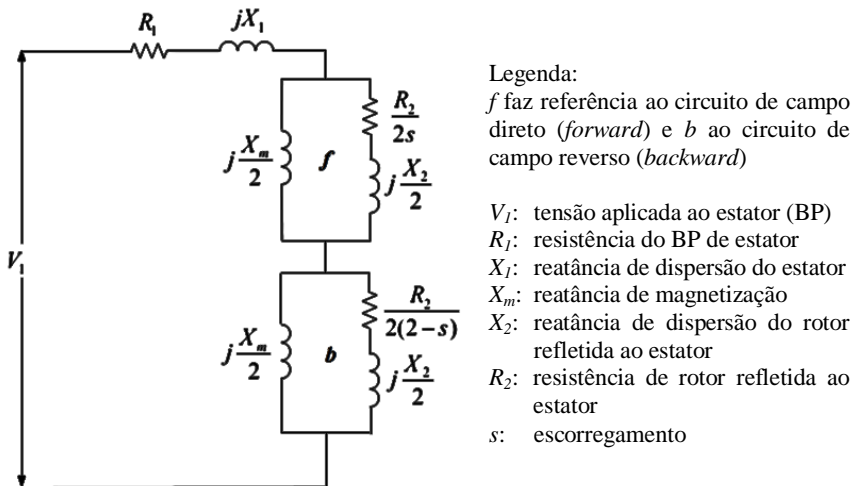 R₁
jX₁
V₁
j Xm/2
f
R₂/2s
j X₂/2
j Xm/2
b
R₂/2(2−s)
j X₂/2
Legenda:
f faz referência ao circuito de campo
direto (forward) e b ao circuito de
campo reverso (backward)
V₁: tensão aplicada ao estator (BP)
R₁: resistência do BP de estator
X₁: reatância de dispersão do estator
Xm: reatância de magnetização
X₂: reatância de dispersão do rotor
refletida ao estator
R₂: resistência de rotor refletida ao
estator
s: escorregamento